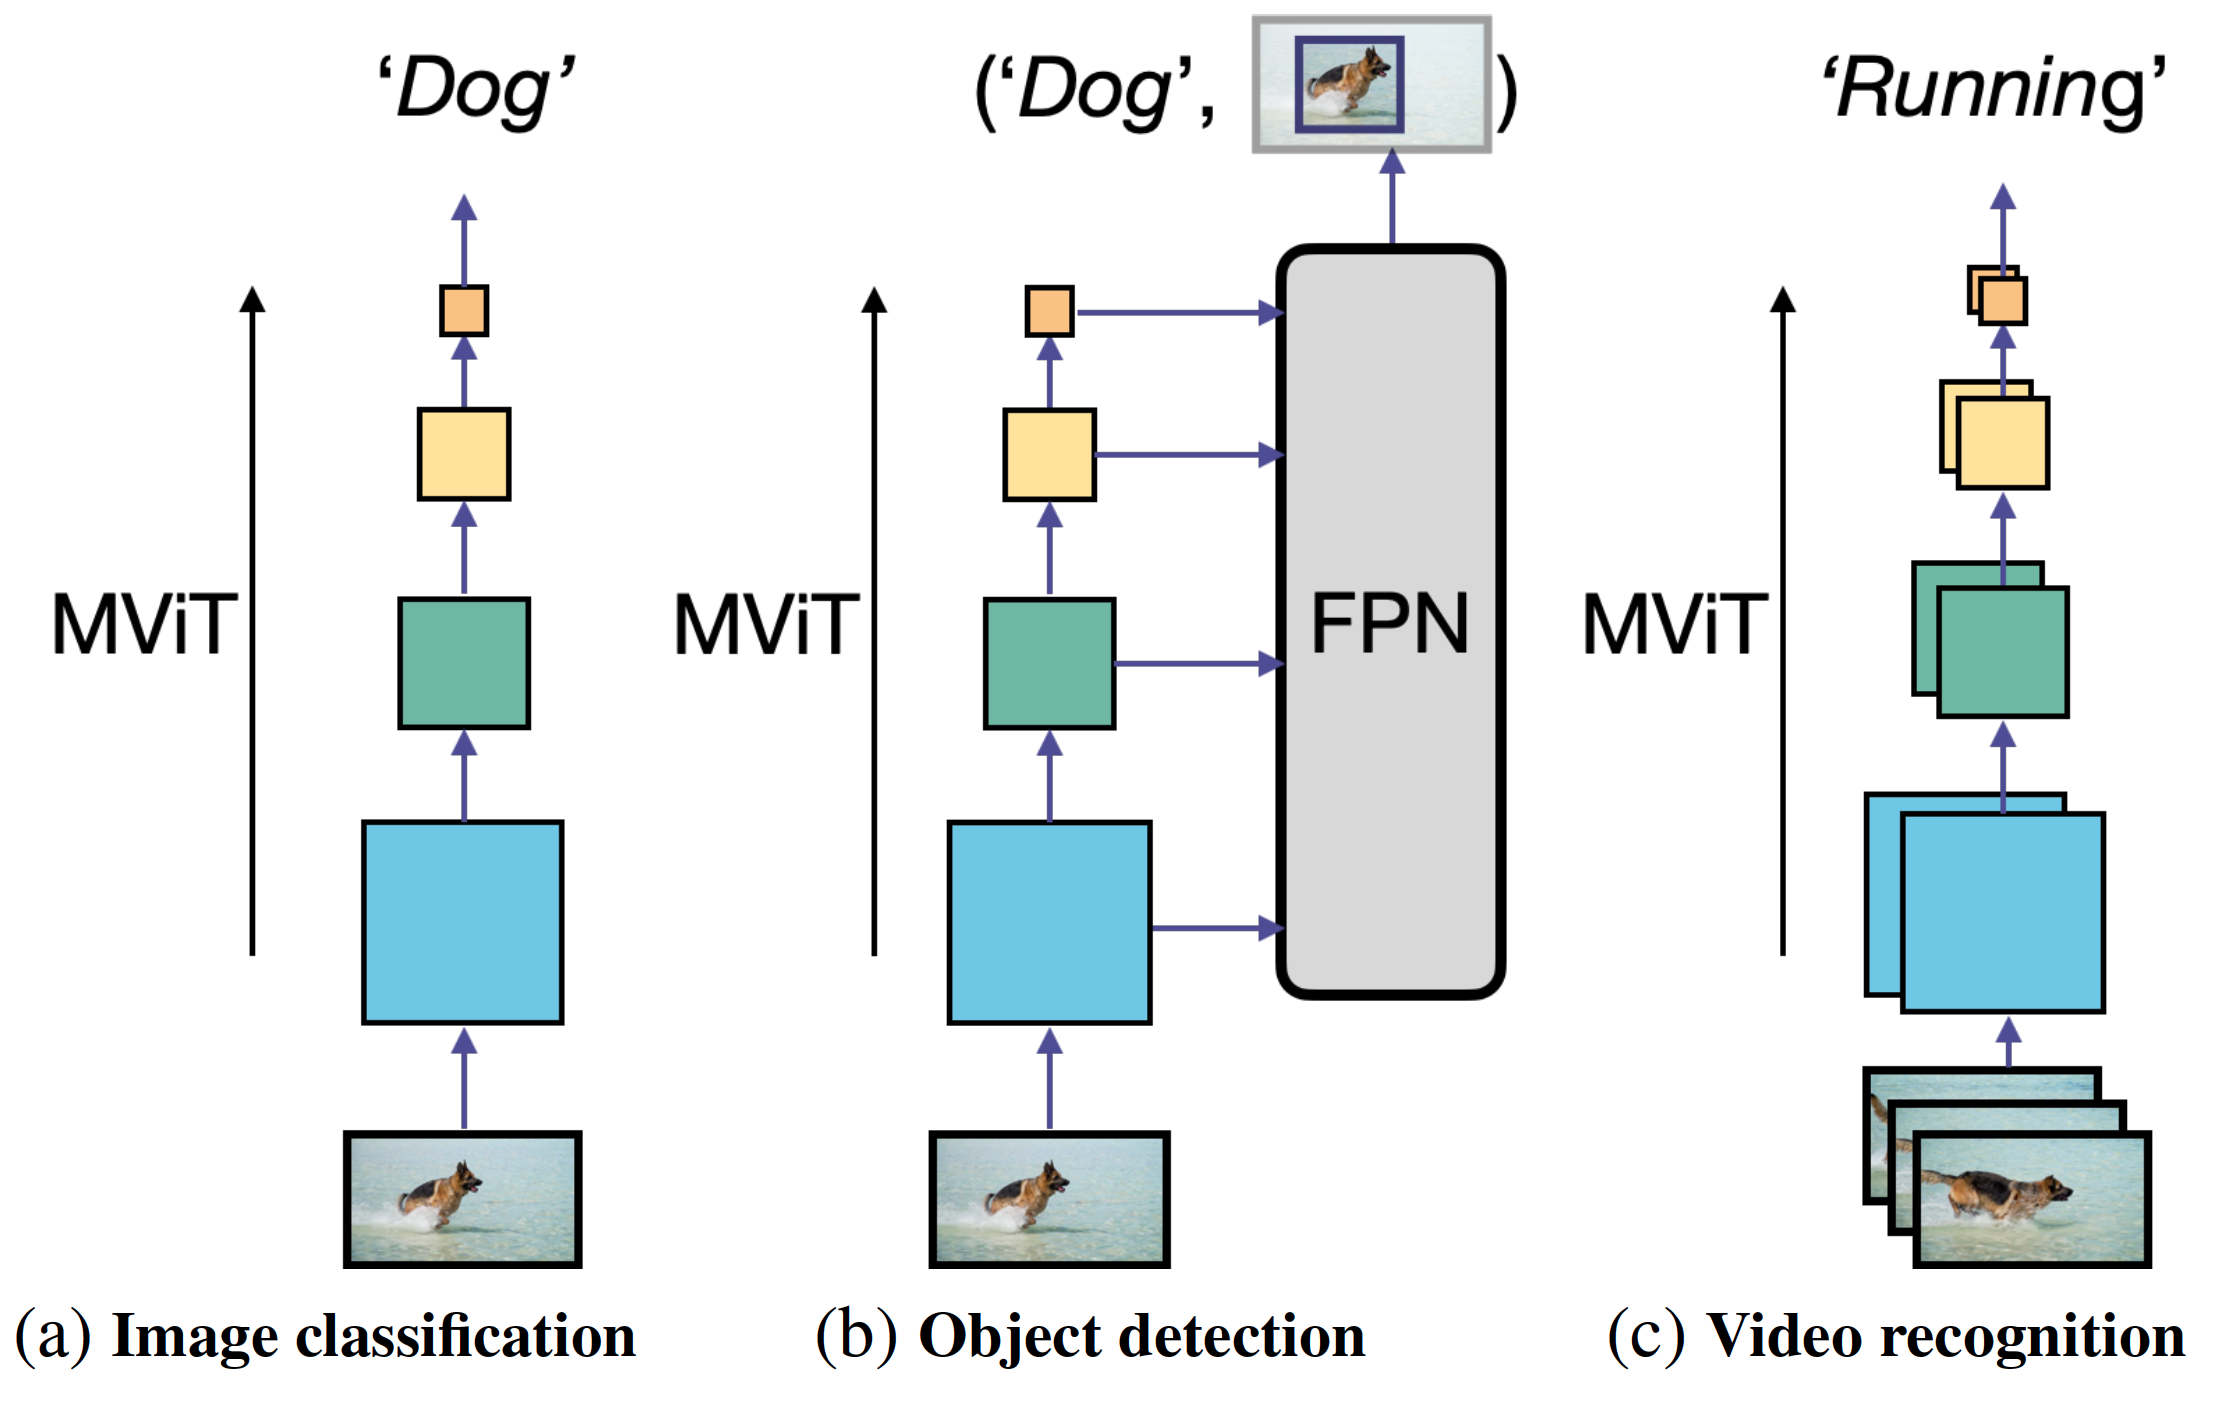 ‘Dog’
(‘Dog’, )
‘Running’
MViT
MViT
FPN
MViT
(a) Image classification
(b) Object detection
(c) Video recognition